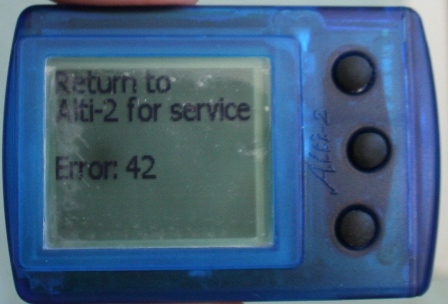 Return to
Alti-2 for service
Error: 42
Alti-2